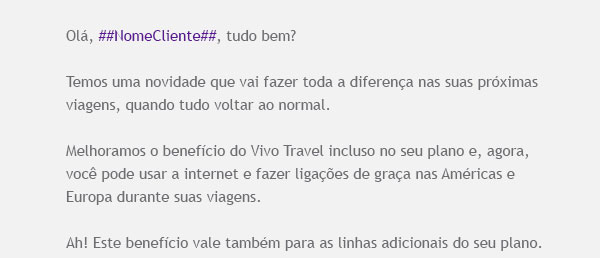 Olá, ##NomeCliente##, tudo bem?
Temos uma novidade que vai fazer toda a diferença nas suas próximas
viagens, quando tudo voltar ao normal.
Melhoramos o benefício do Vivo Travel incluso no seu plano e, agora,
você pode usar a internet e fazer ligações de graça nas Américas e
Europa durante suas viagens.
Ah! Este benefício vale também para as linhas adicionais do seu plano.